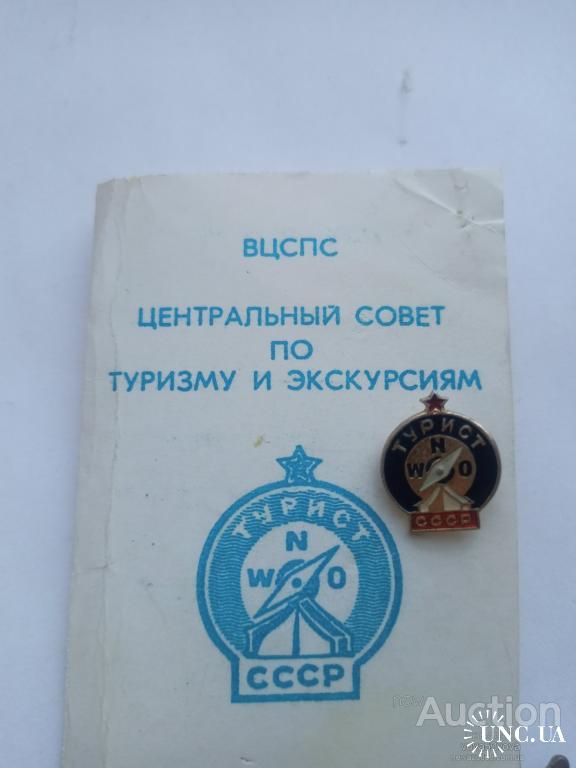 ВЦСПС
ЦЕНТРАЛЬНЫЙ СОВЕТ
ПО
ТУРИЗМУ И ЭКСКУРСИЯМ
ТУРИСТ
N
W O
СССР
ТУРИСТ
N
W O
СССР
Auction
UNC.UA